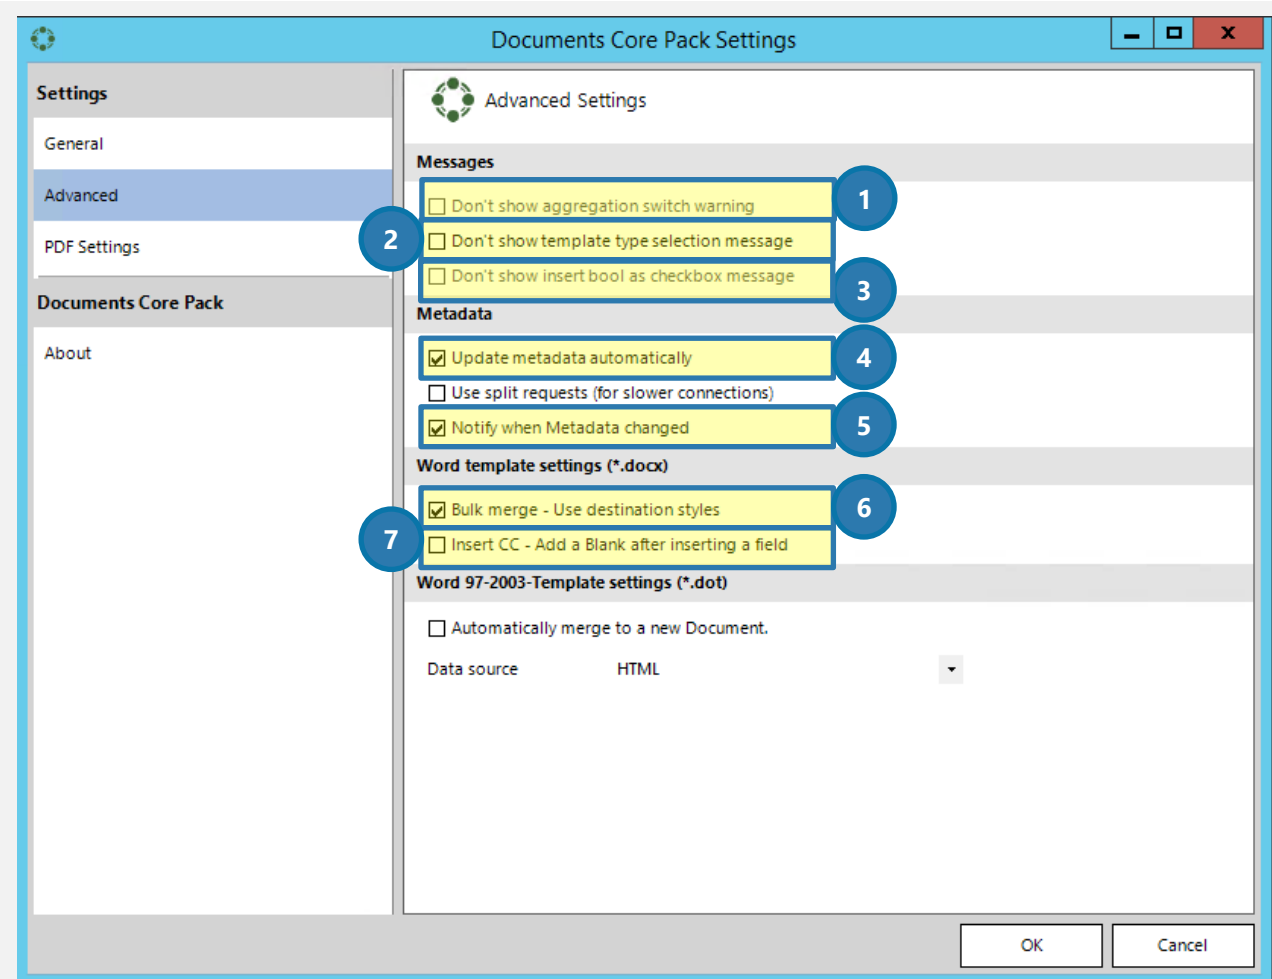 Documents Core Pack Settings
x
Settings
General
Advanced
PDF Settings
Documents Core Pack
About
Advanced Settings
Messages
1
Don't show aggregation switch warning
2
Don't show template type selection message
Don't show insert bool as checkbox message
3
Metadata
Update metadata automatically
4
Use split requests (for slower connections)
Notify when Metadata changed
5
Word template settings (*.docx)
Bulk merge - Use destination styles
6
7
Insert CC - Add a Blank after inserting a field
Word 97-2003-Template settings (*.dot)
Automatically merge to a new Document.
Data source HTML
OK
Cancel